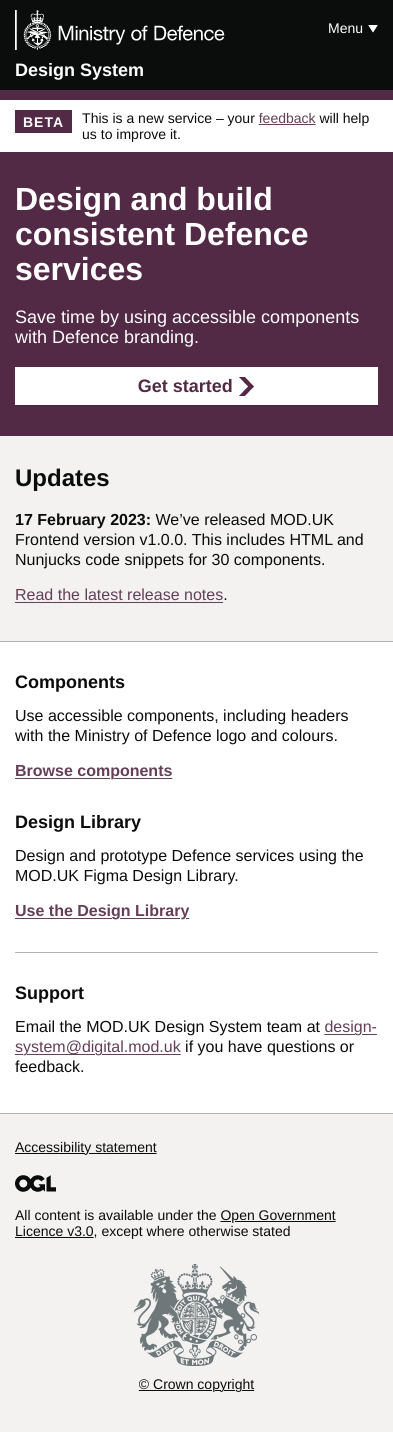 Ministry of Defence
Menu
Design System
BETA
This is a new service – your feedback will help
us to improve it.
Design and build
consistent Defence
services
Save time by using accessible components
with Defence branding.
Get started
Updates
17 February 2023: We’ve released MOD.UK
Frontend version v1.0.0. This includes HTML and
Nunjucks code snippets for 30 components.
Read the latest release notes.
Components
Use accessible components, including headers
with the Ministry of Defence logo and colours.
Browse components
Design Library
Design and prototype Defence services using the
MOD.UK Figma Design Library.
Use the Design Library
Support
Email the MOD.UK Design System team at design-
system@digital.mod.uk if you have questions or
feedback.
Accessibility statement
OGL
All content is available under the Open Government
Licence v3.0, except where otherwise stated
DIEU ET MON DROIT
© Crown copyright